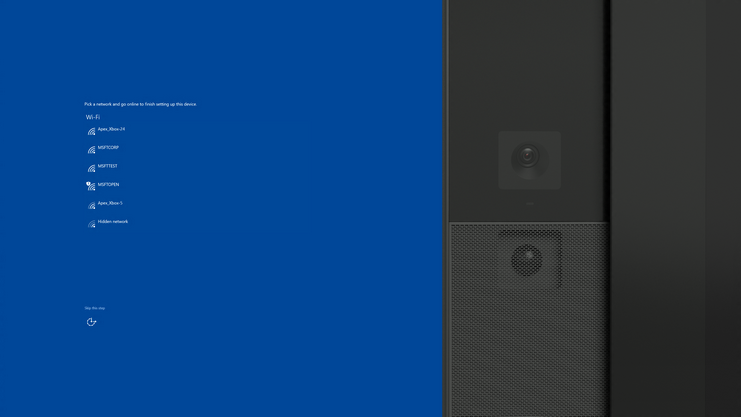 Pick a network and go online to finish setting up this device.
Wi-Fi
Apex_Xbox-24
MSFTCORP
MSFTTEST
MSFTOPEN
Apex_Xbox-5
Hidden network
Skip this step